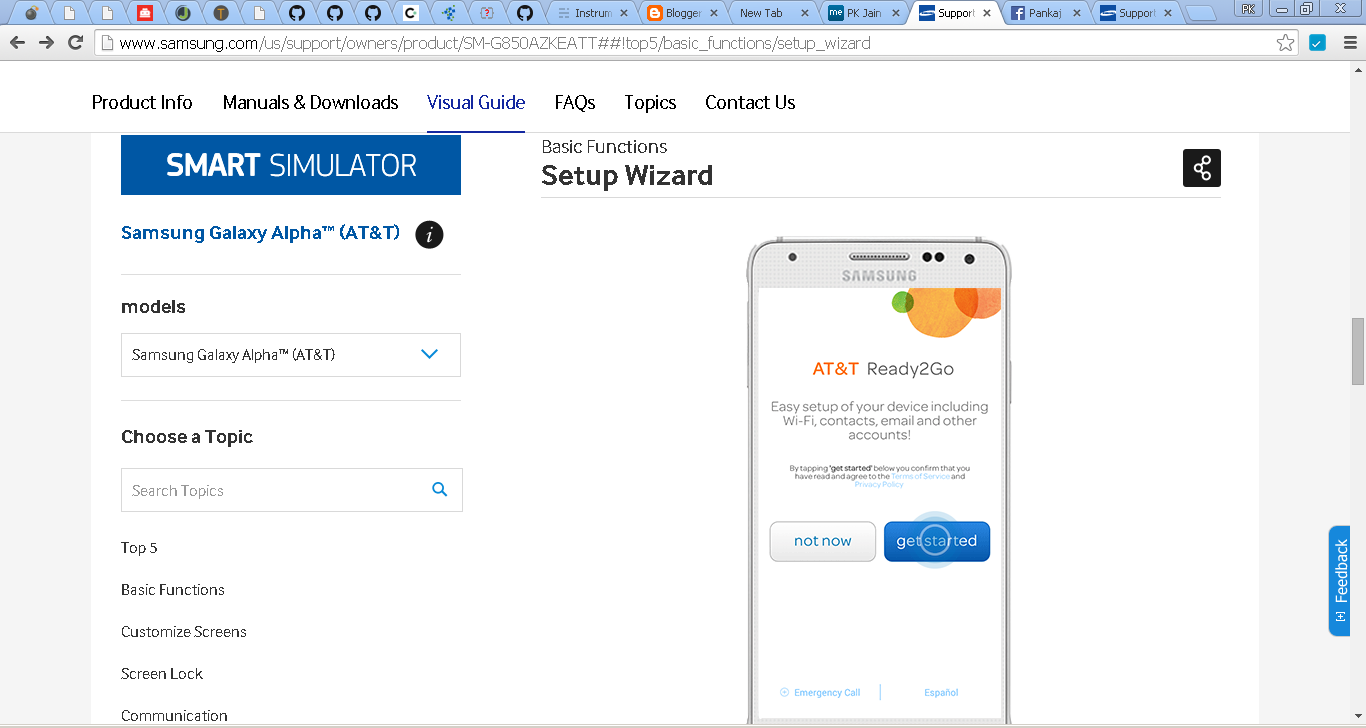 Instrum
Blogger
New Tab
me PK Jain
Support
Pankaj
Support
PK
www.samsung.com/us/support/owners/product/SM-G850AZKEATT##!top5/basic_functions/setup_wizard
Product Info
Manuals & Downloads
Visual Guide
FAQs
Topics
Contact Us
SMART SIMULATOR
Samsung Galaxy Alpha™ (AT&T)
models
Samsung Galaxy Alpha™ (AT&T)
Choose a Topic
Search Topics
Top 5
Basic Functions
Customize Screens
Screen Lock
Communication
Basic Functions
Setup Wizard
SAMSUNG
AT&T Ready2Go
Easy setup of your device including
Wi-Fi, contacts, email and other
accounts!
By tapping 'get started' below you confirm that you
have read and agree to the Terms of Service and
Privacy Policy
not now
get started
Emergency Call
Español
[+] Feedback